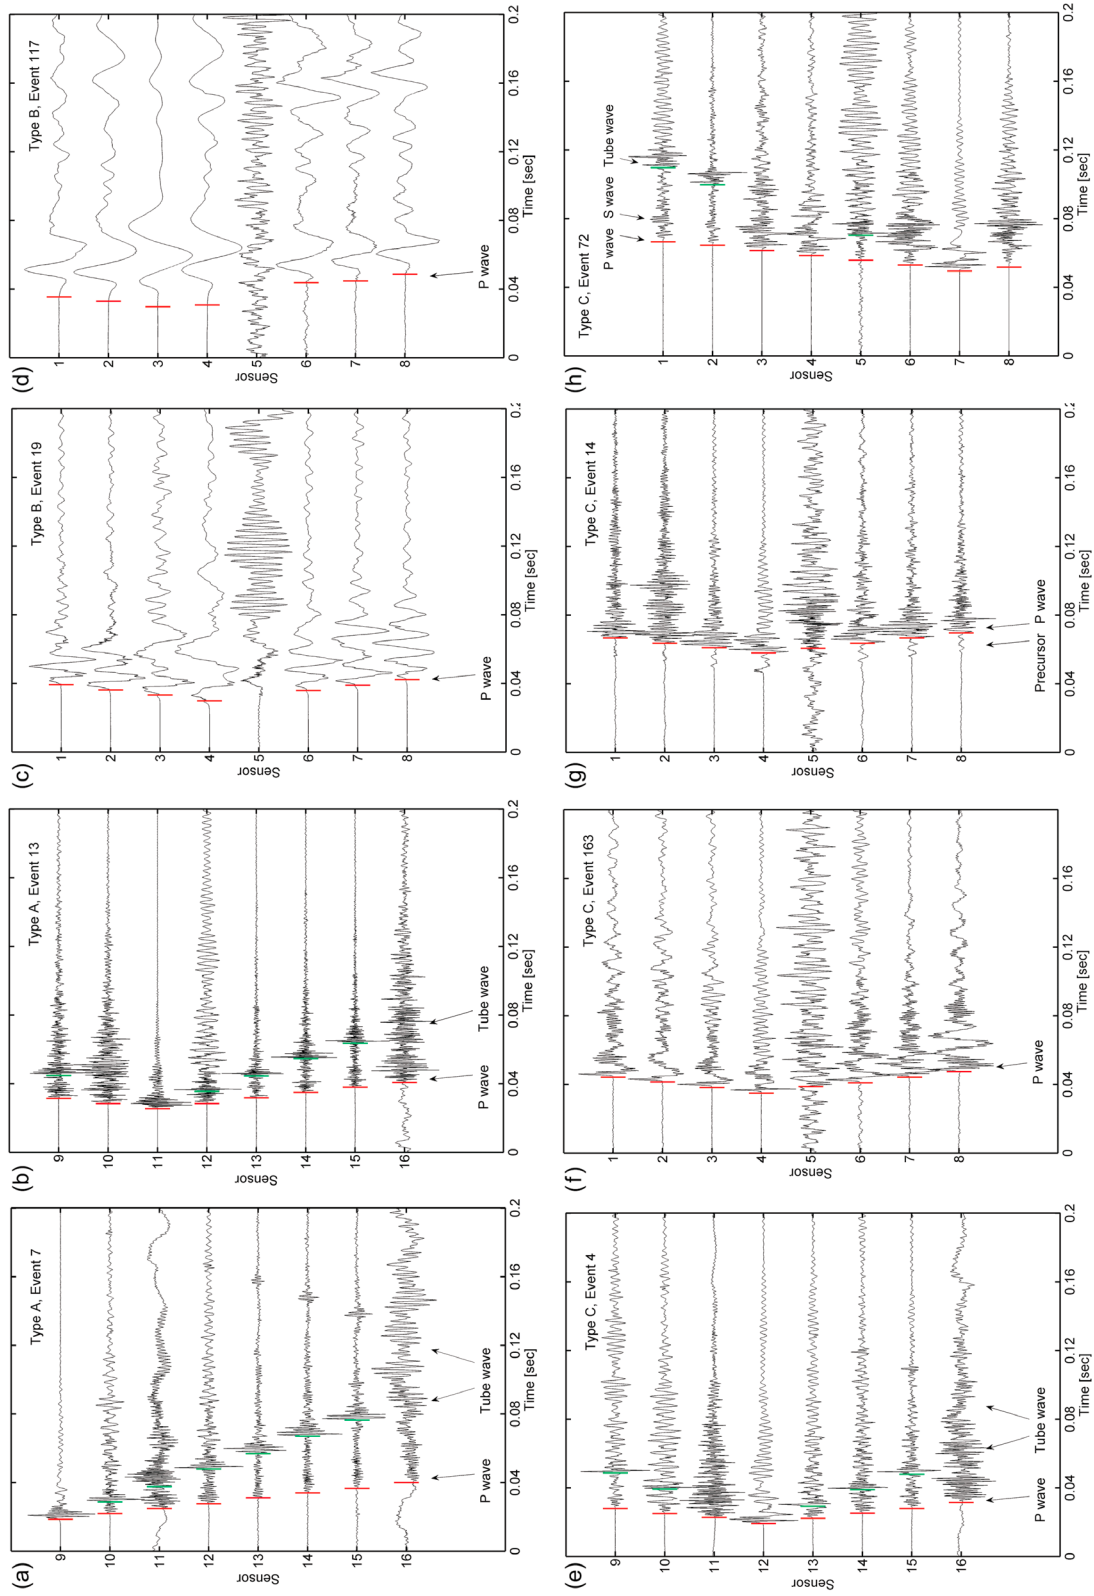 (a)
Type A, Event 7
9
10
11
12
13
14
15
16
Sensor
P wave Tube wave
0 0.04 0.08 0.12 0.16 0.2
Time [sec]
(b)
Type A, Event 13
9
10
11
12
13
14
15
16
Sensor
P wave Tube wave
0 0.04 0.08 0.12 0.16 0.2
Time [sec]
(c)
Type B, Event 19
1
2
3
4
5
6
7
8
Sensor
P wave
0 0.04 0.08 0.12 0.16 0.2
Time [sec]
(d)
Type B, Event 117
1
2
3
4
5
6
7
8
Sensor
P wave
0 0.04 0.08 0.12 0.16 0.2
Time [sec]
(e)
Type C, Event 4
9
10
11
12
13
14
15
16
Sensor
P wave Tube wave
0 0.04 0.08 0.12 0.16 0.2
Time [sec]
(f)
Type C, Event 163
1
2
3
4
5
6
7
8
Sensor
P wave
0 0.04 0.08 0.12 0.16 0.2
Time [sec]
(g)
Type C, Event 14
1
2
3
4
5
6
7
8
Sensor
Precursor P wave
0 0.04 0.08 0.12 0.16 0.2
Time [sec]
(h)
Type C, Event 72
P wave S wave Tube wave
1
2
3
4
5
6
7
8
Sensor
0 0.04 0.08 0.12 0.16 0.2
Time [sec]